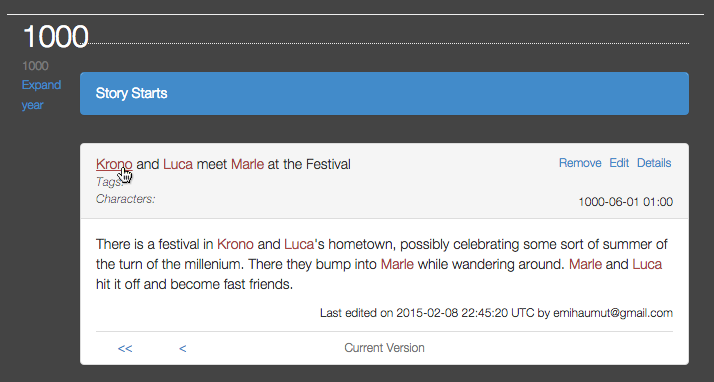 1000
1000
Expand
year
Story Starts
Krono and Luca meet Marle at the Festival
Remove Edit Details
Tags:
Characters:
1000-06-01 01:00
There is a festival in Krono and Luca's hometown, possibly celebrating some sort of summer of
the turn of the millenium. There they bump into Marle while wandering around. Marle and Luca
hit it off and become fast friends.
Last edited on 2015-02-08 22:45:20 UTC by emihaumut@gmail.com
<< < Current Version